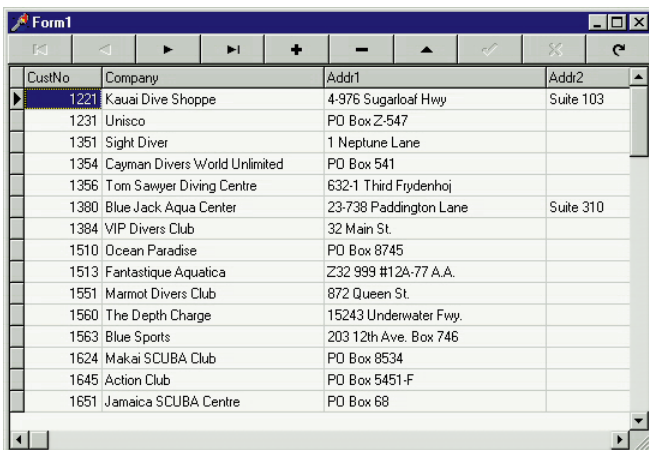 Form1
CustNo Company Addr1 Addr2
1221 Kauai Dive Shoppe 4-976 Sugarloaf Hwy Suite 103
1231 Unisco PO Box Z-547
1351 Sight Diver 1 Neptune Lane
1354 Cayman Divers World Unlimited PO Box 541
1356 Tom Sawyer Diving Centre 632-1 Third Frydenhoj
1380 Blue Jack Aqua Center 23-738 Paddington Lane Suite 310
1384 VIP Divers Club 32 Main St.
1510 Ocean Paradise PO Box 8745
1513 Fantastique Aquatica Z32 999 #12A-77 A.A.
1551 Marmot Divers Club 872 Queen St.
1560 The Depth Charge 15243 Underwater Fwy.
1563 Blue Sports 203 12th Ave. Box 746
1624 Makai SCUBA Club PO Box 8534
1645 Action Club PO Box 5451-F
1651 Jamaica SCUBA Centre PO Box 68